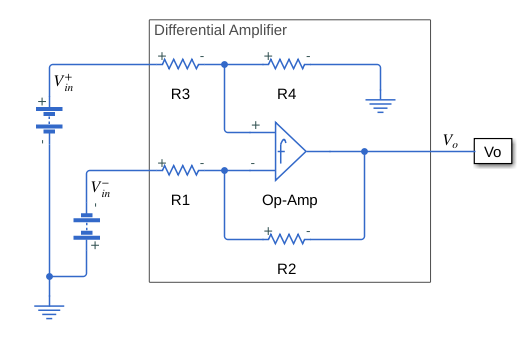 Differential Amplifier
+ - + -
V+in
R3 R4
+
+
-
+ - -
Vo
Vo
V−in
-
R1 Op-Amp
+ -
+
R2